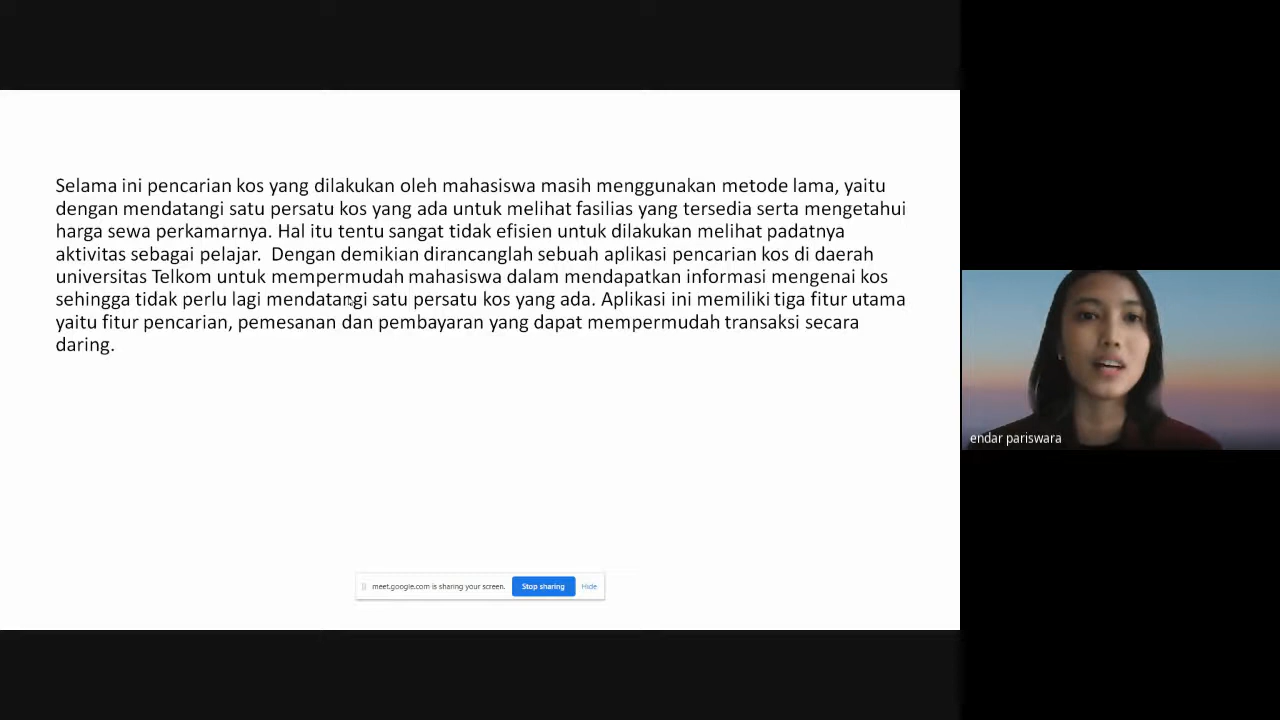 Selama ini pencarian kos yang dilakukan oleh mahasiswa masih menggunakan metode lama, yaitu
dengan mendatangi satu persatu kos yang ada untuk melihat fasilias yang tersedia serta mengetahui
harga sewa perkamarnya. Hal itu tentu sangat tidak efisien untuk dilakukan melihat padatnya
aktivitas sebagai pelajar.  Dengan demikian dirancanglah sebuah aplikasi pencarian kos di daerah
universitas Telkom untuk mempermudah mahasiswa dalam mendapatkan informasi mengenai kos
sehingga tidak perlu lagi mendatangi satu persatu kos yang ada. Aplikasi ini memiliki tiga fitur utama
yaitu fitur pencarian, pemesanan dan pembayaran yang dapat mempermudah transaksi secara
daring.
endar pariswara
meet.google.com is sharing your screen. Stop sharing Hide